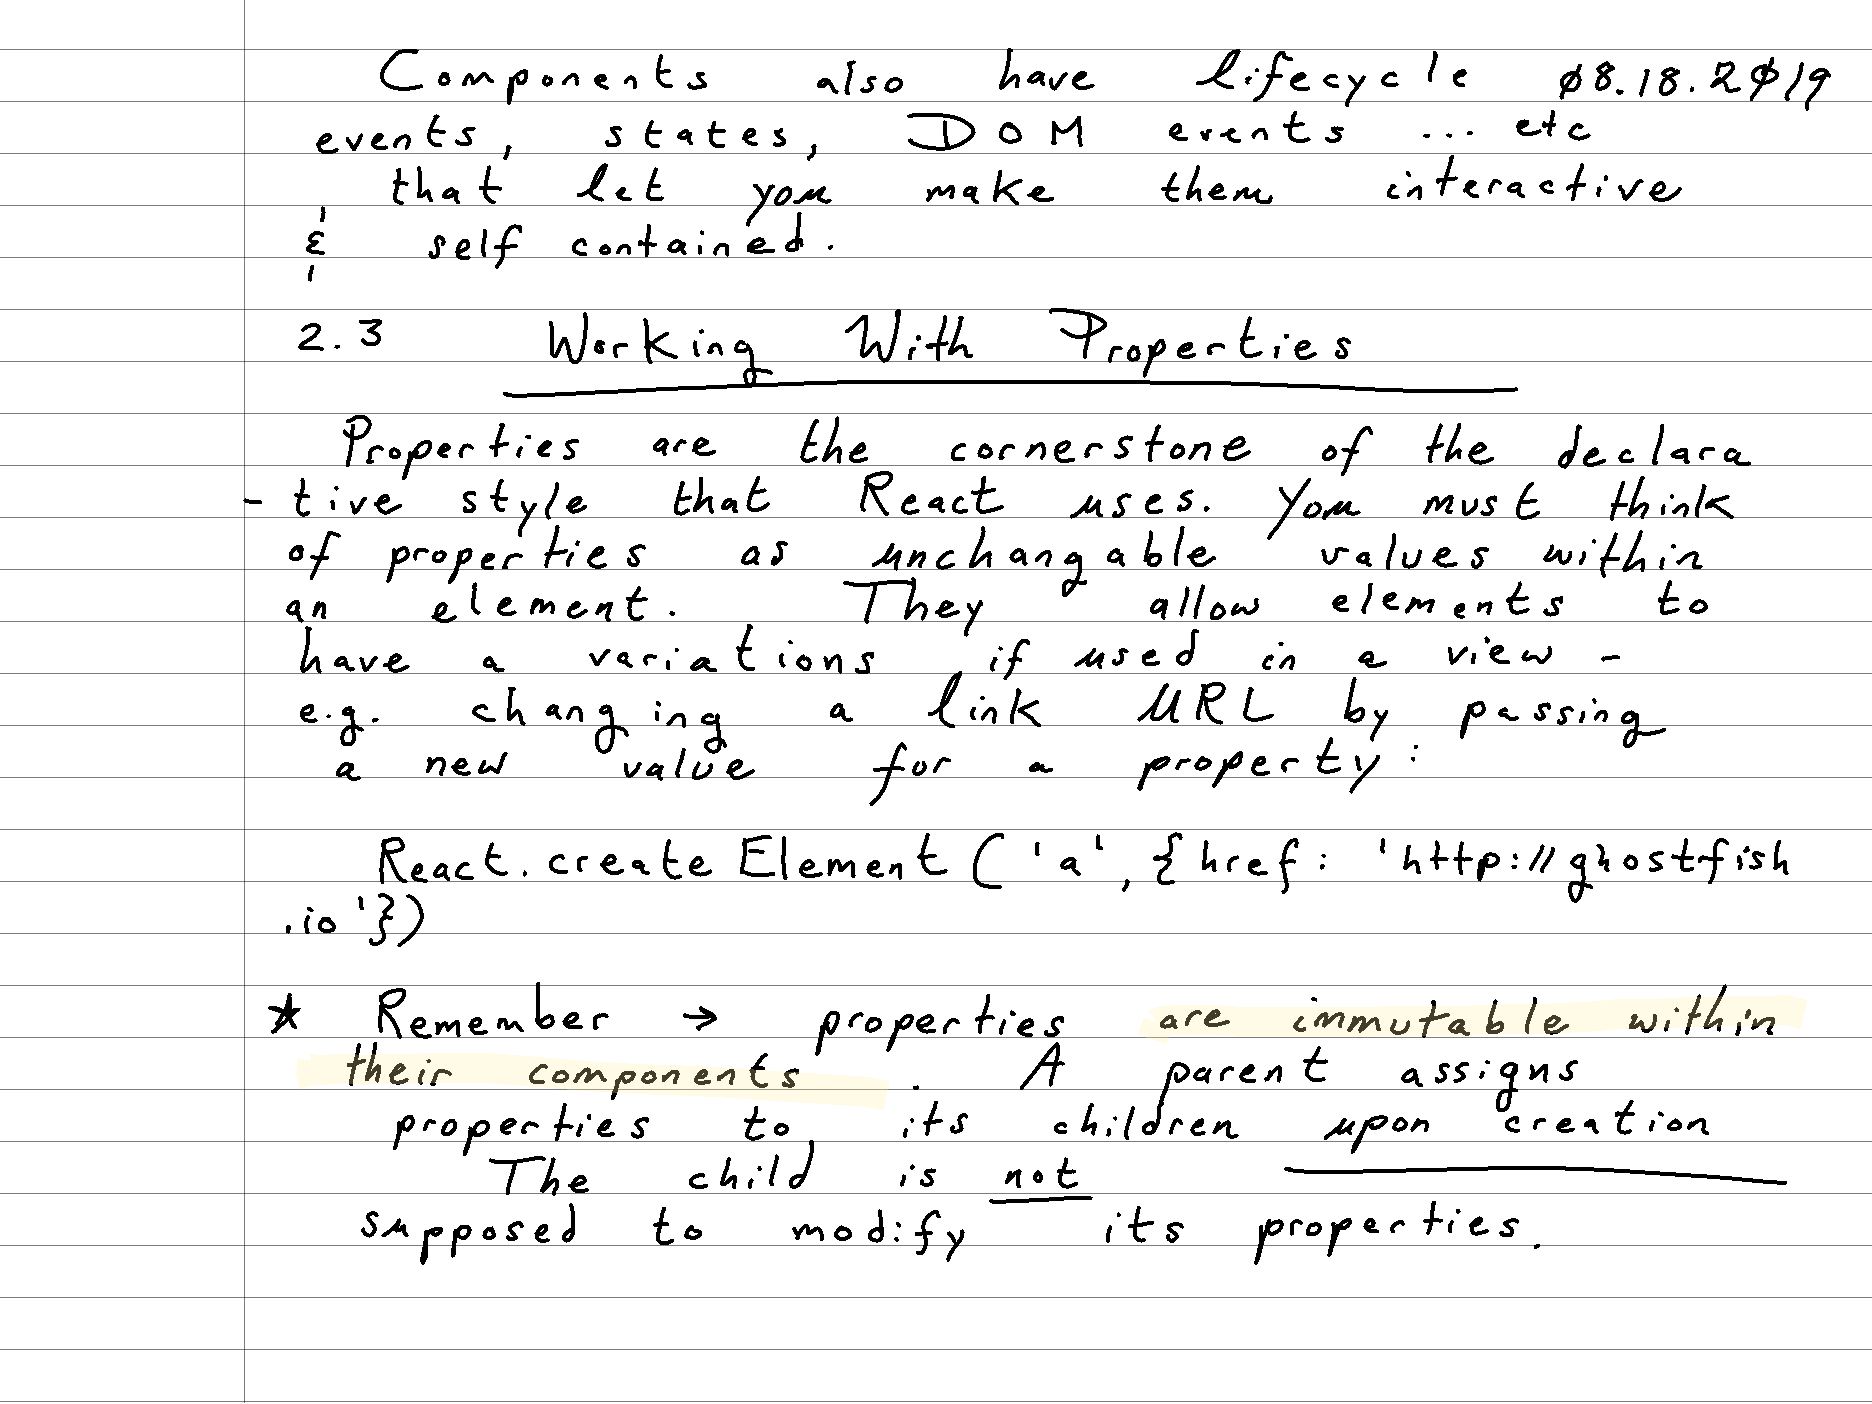 Components also have lifecycle 08.18.2019
events, states, DOM events ... etc
that let you make them interactive
& self contained.
2.3 Working With Properties
Properties are the cornerstone of the declara
- tive style that React uses. You must think
of properties as unchangable values within
an element. They allow elements to
have a variations if used in a view -
e.g. changing a link URL by passing
a new value for a property:
React.createElement('a', {href: 'http://ghostfish
.io'})
★ Remember → properties are immutable within
their components. A parent assigns
properties to its children upon creation
The child is not
supposed to modify its properties.